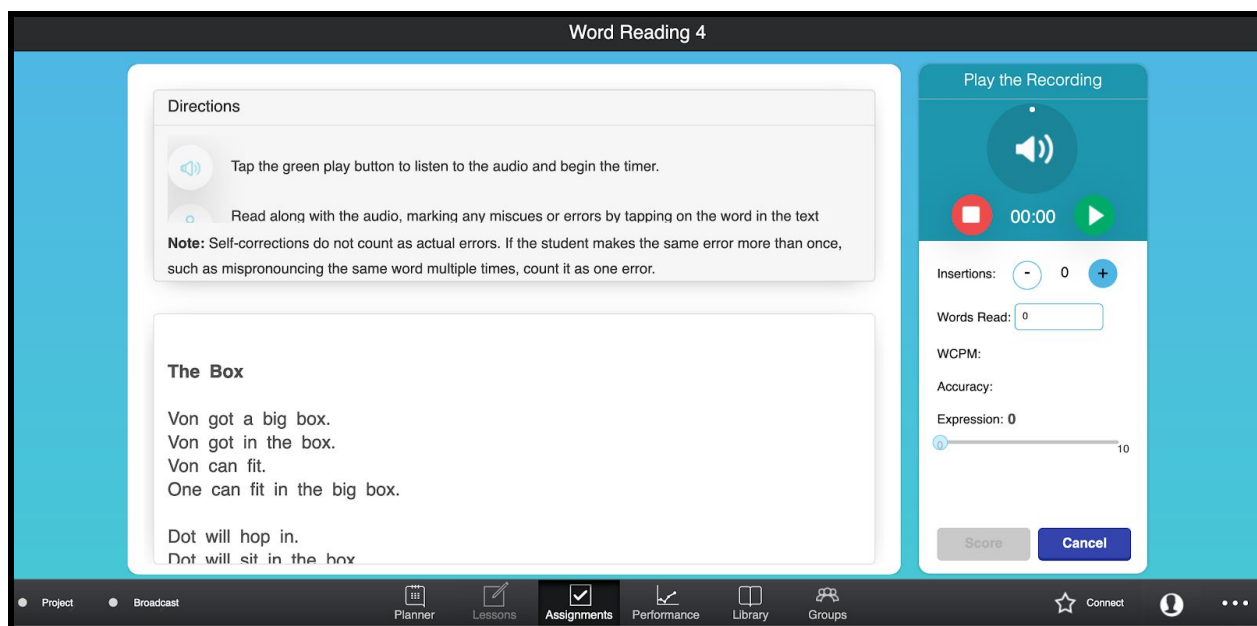 Word Reading 4
Directions
Tap the green play button to listen to the audio and begin the timer.
Read along with the audio, marking any miscues or errors by tapping on the word in the text
Note: Self-corrections do not count as actual errors. If the student makes the same error more than once,
such as mispronouncing the same word multiple times, count it as one error.
The Box
Von got a big box.
Von got in the box.
Von can fit.
One can fit in the big box.
Dot will hop in.
Dot will sit in the box
Play the Recording
00:00
Insertions: - 0 +
Words Read: 0
WCPM:
Accuracy:
Expression: 0
0 10
Score Cancel
Project Broadcast Planner Lessons Assignments Performance Library Groups Connect